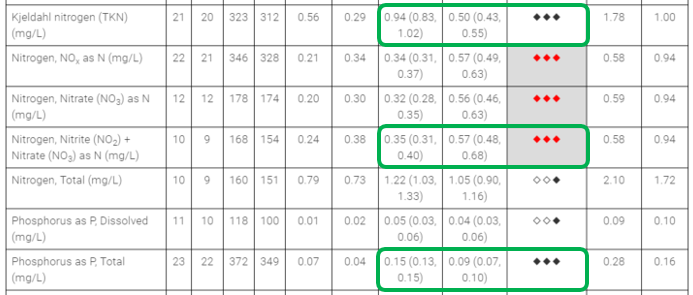 Kjeldahl nitrogen (TKN) 21 20 323 312 0.56 0.29 0.94 (0.83, 0.50 (0.43, ◆◆◆ 1.78 1.00
(mg/L) 1.02) 0.55)
Nitrogen, NOx as N (mg/L) 22 21 346 328 0.21 0.34 0.34 (0.31, 0.57 (0.49, ◆◆◆ 0.58 0.94
0.37) 0.63)
Nitrogen, Nitrate (NO3) as N 12 12 178 174 0.20 0.30 0.32 (0.28, 0.56 (0.46, ◆◆◆ 0.59 0.94
(mg/L) 0.35) 0.63)
Nitrogen, Nitrite (NO2) + 10 9 168 154 0.24 0.38 0.35 (0.31, 0.57 (0.48, ◆◆◆ 0.58 0.94
Nitrate (NO3) as N (mg/L) 0.40) 0.68)
Nitrogen, Total (mg/L) 10 9 160 151 0.79 0.73 1.22 (1.03, 1.05 (0.90, ◇◇◆ 2.10 1.72
1.33) 1.16)
Phosphorus as P, Dissolved 11 10 118 100 0.01 0.02 0.05 (0.03, 0.04 (0.03, ◇◇◆ 0.09 0.10
(mg/L) 0.06) 0.06)
Phosphorus as P, Total 23 22 372 349 0.07 0.04 0.15 (0.13, 0.09 (0.07, ◆◆◆ 0.28 0.16
(mg/L) 0.15) 0.10)